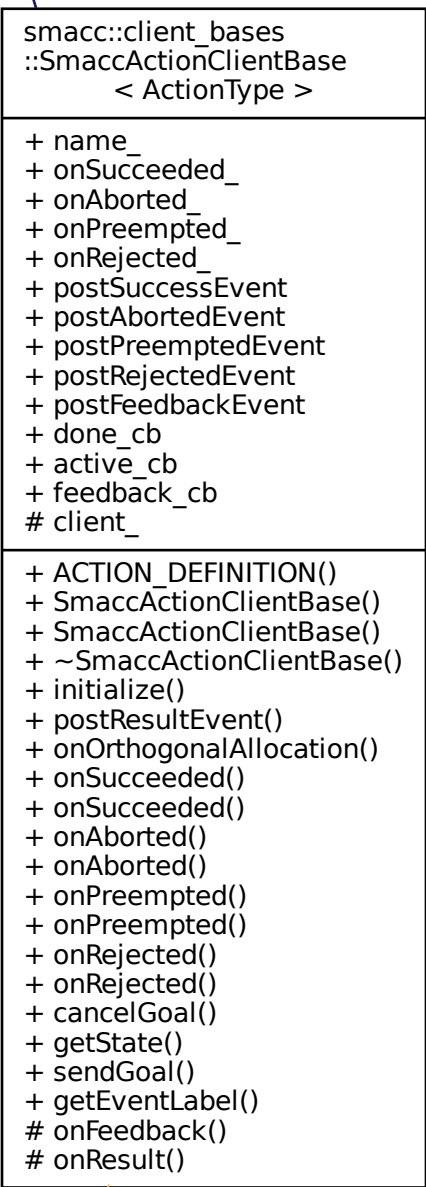 smacc::client_bases
::SmaccActionClientBase
< ActionType >
+ name_
+ onSucceeded_
+ onAborted_
+ onPreempted_
+ onRejected_
+ postSuccessEvent
+ postAbortedEvent
+ postPreemptedEvent
+ postRejectedEvent
+ postFeedbackEvent
+ done_cb
+ active_cb
+ feedback_cb
# client_
+ ACTION_DEFINITION()
+ SmaccActionClientBase()
+ SmaccActionClientBase()
+ ~SmaccActionClientBase()
+ initialize()
+ postResultEvent()
+ onOrthogonalAllocation()
+ onSucceeded()
+ onSucceeded()
+ onAborted()
+ onAborted()
+ onPreempted()
+ onPreempted()
+ onRejected()
+ onRejected()
+ cancelGoal()
+ getState()
+ sendGoal()
+ getEventLabel()
# onFeedback()
# onResult()